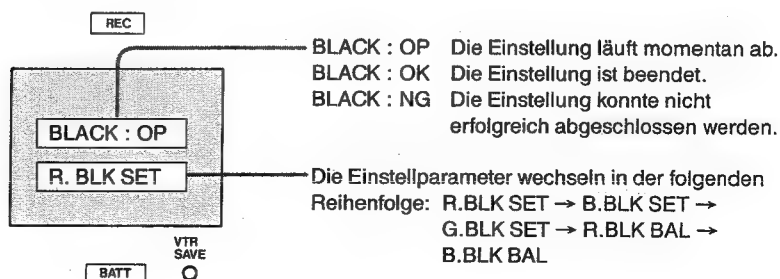 REC
BLACK : OP Die Einstellung läuft momentan ab.
BLACK : OK Die Einstellung ist beendet.
BLACK : NG Die Einstellung konnte nicht
erfolgreich abgeschlossen werden.
BLACK : OP
R. BLK SET
Die Einstellparameter wechseln in der folgenden
Reihenfolge: R.BLK SET → B.BLK SET →
G.BLK SET → R.BLK BAL →
B.BLK BAL
VTR
SAVE
BATT